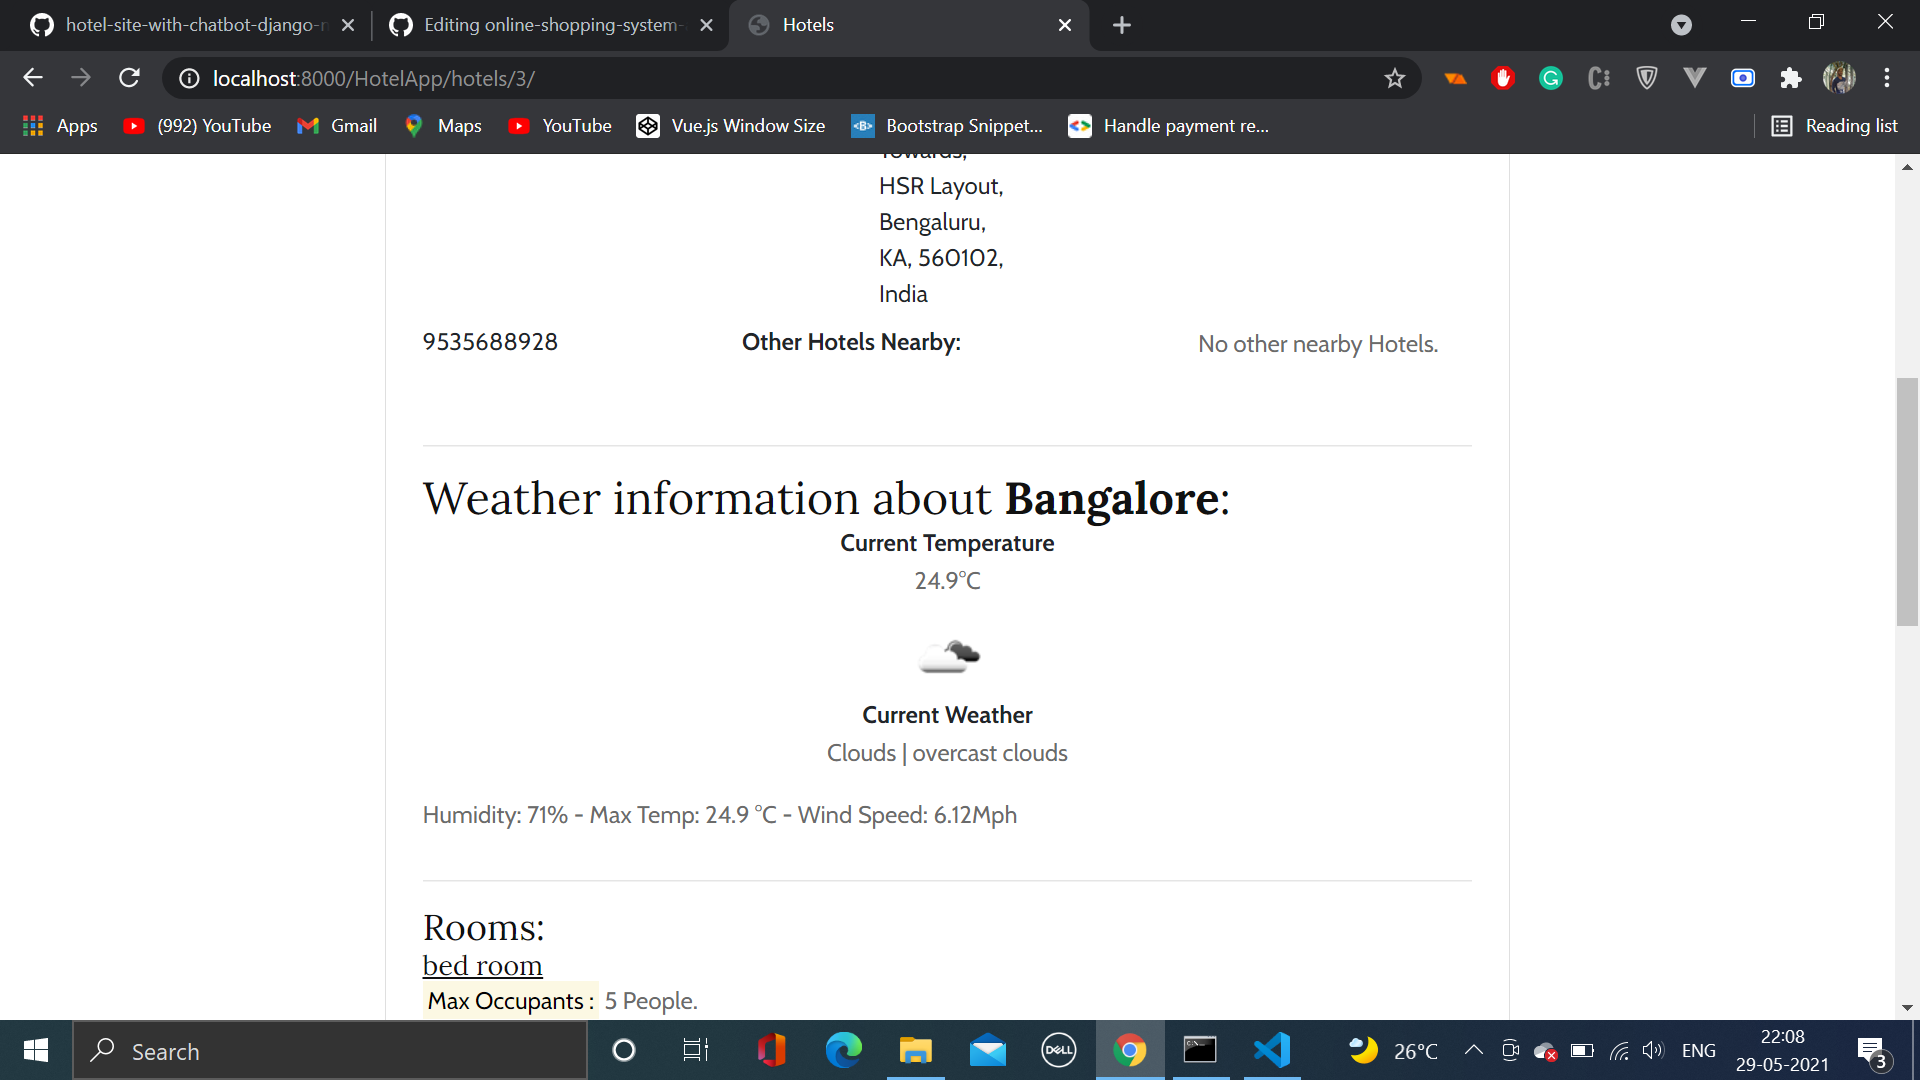 hotel-site-with-chatbot-django-
Editing online-shopping-system-
Hotels
localhost:8000/HotelApp/hotels/3/
Apps
(992) YouTube
Gmail
Maps
YouTube
Vue.js Window Size
Bootstrap Snippet...
Handle payment re...
Reading list
Towards,
HSR Layout,
Bengaluru,
KA, 560102,
India
9535688928
Other Hotels Nearby:
No other nearby Hotels.
Weather information about Bangalore:
Current Temperature
24.9°C
Current Weather
Clouds | overcast clouds
Humidity: 71% - Max Temp: 24.9 °C - Wind Speed: 6.12Mph
Rooms:
bed room
Max Occupants : 5 People.
Search
DELL
26°C
ENG
22:08
29-05-2021
3